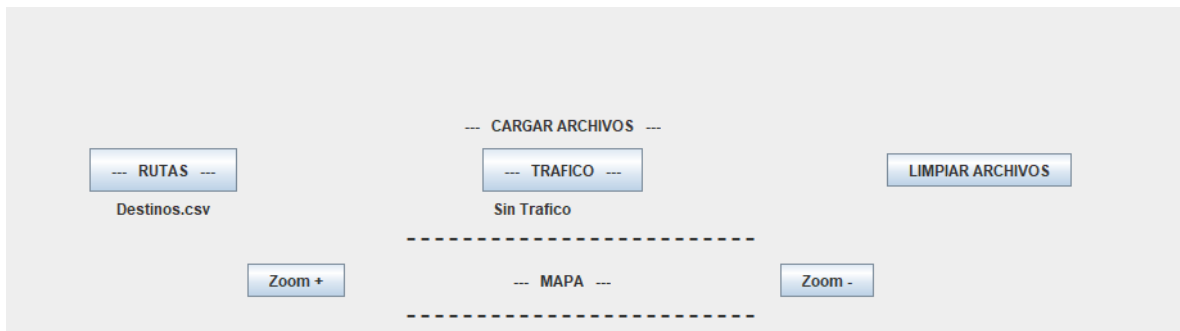 --- CARGAR ARCHIVOS ---
--- RUTAS ---
--- TRAFICO ---
LIMPIAR ARCHIVOS
Destinos.csv
Sin Trafico
- - - - - - - - - - - - - - - - - - - - - - - - -
Zoom +
--- MAPA ---
Zoom -
- - - - - - - - - - - - - - - - - - - - - - - - -